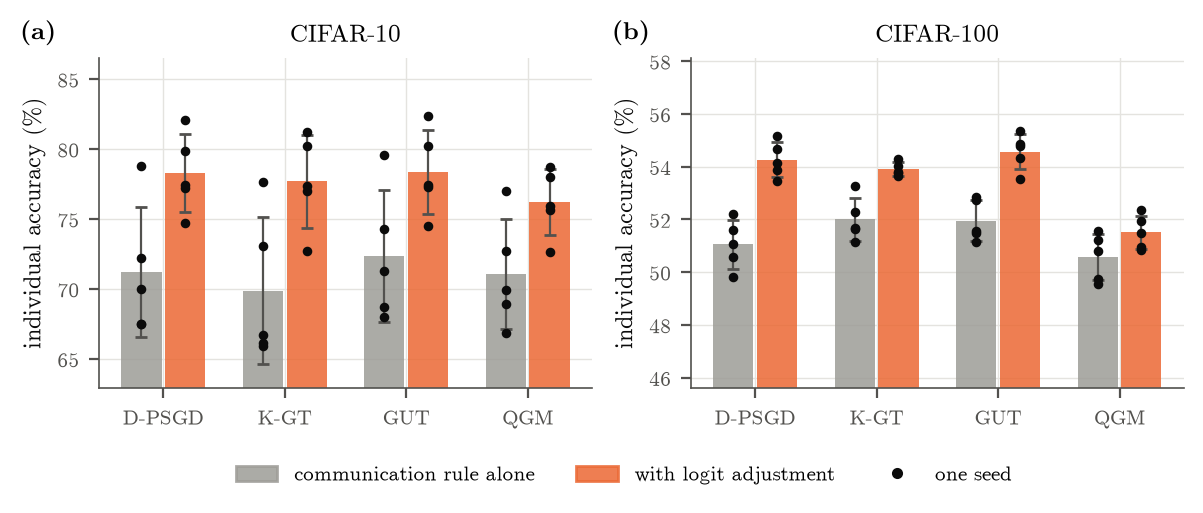 (a) CIFAR-10
individual accuracy (%)
85
80
75
70
65
D-PSGD K-GT GUT QGM
(b) CIFAR-100
individual accuracy (%)
58
56
54
52
50
48
46
D-PSGD K-GT GUT QGM
communication rule alone with logit adjustment one seed